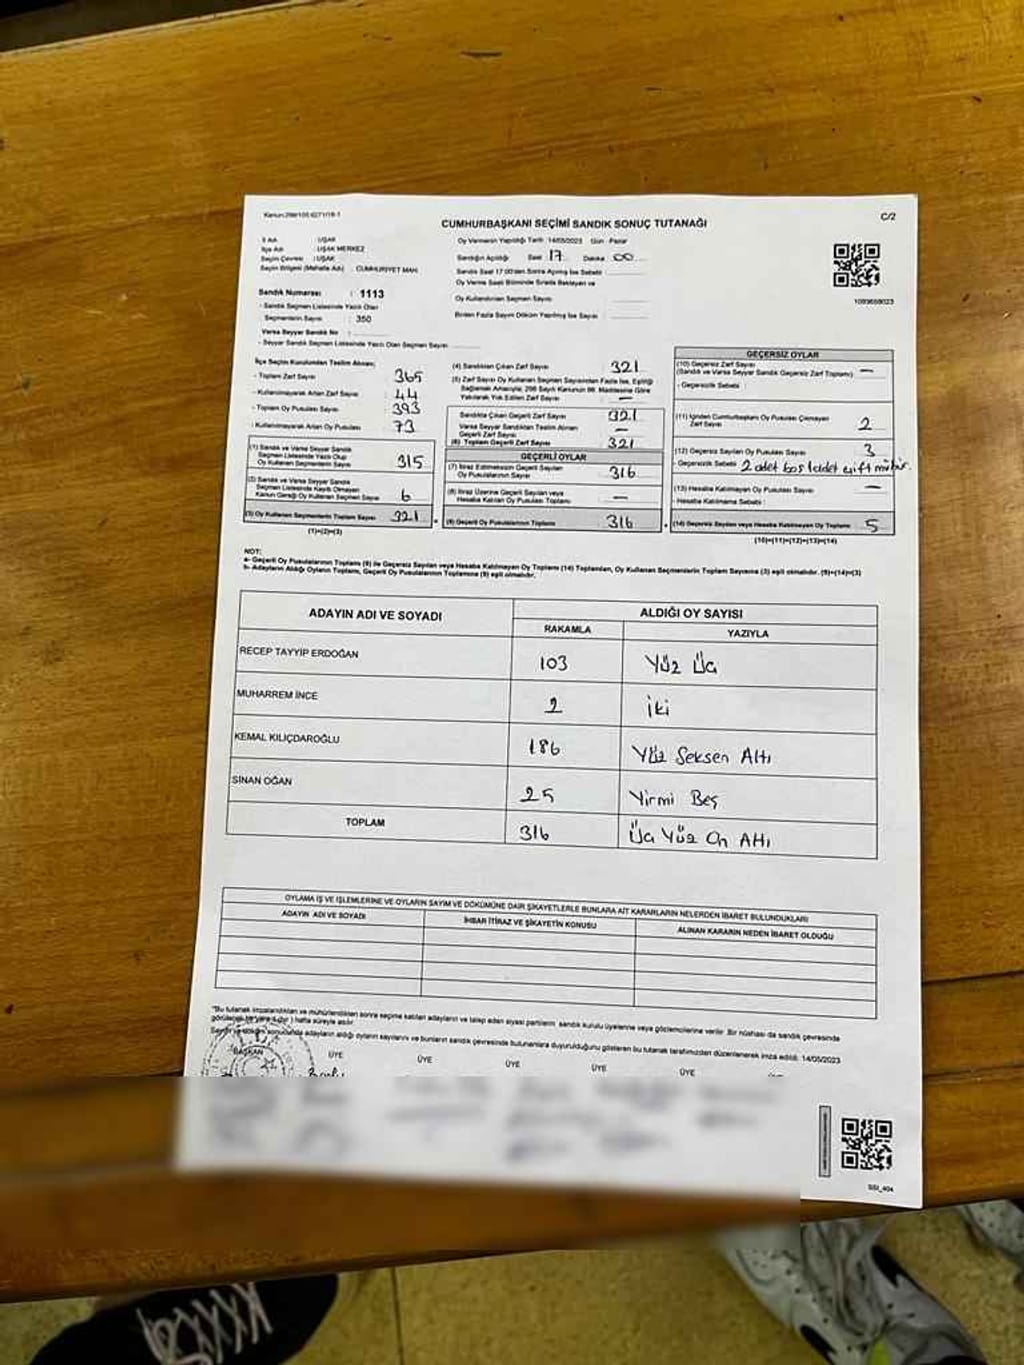 C/2
CUMHURBAŞKANI SEÇİMİ SANDIK SONUÇ TUTANAĞI
İl Adı : UŞAK
İlçe Adı : UŞAK MERKEZ
Seçim Çevresi : UŞAK
Seçim Bölgesi (Mahalle Adı) : CUMHURİYET MAH.
Sandık Numarası : 1113
- Sandık Seçmen Listesinde Yazılı Olan
Seçmenlerin Sayısı : 350
Varsa Seyyar Sandık No :
- Seyyar Sandık Seçmen Listesinde Yazılı Olan Seçmen Sayısı
Oy Vermenin Yapıldığı Tarih : 14/05/2023 Gün : Pazar
Sandığın Açıldığı Saat 17 Dakika 00
Sandık Saat 17:00'den Sonra Açılmış İse Sebebi
Oy Verme Saati Bitiminde Sırada Bekleyen ve
Oy Kullandırılan Seçmen Sayısı
Birden Fazla Sayım Döküm Yapılmış İse Sayısı
İlçe Seçim Kurulundan Teslim Alınan;
- Toplam Zarf Sayısı 365
- Kullanılmayarak Artan Zarf Sayısı 44
- Toplam Oy Pusulası Sayısı 393
- Kullanılmayarak Artan Oy Pusulası 73
(1) Sandık ve Varsa Seyyar Sandık
Seçmen Listesinde Yazılı Olup
Oy Kullanan Seçmenlerin Sayısı 315
(2) Sandık ve Varsa Seyyar Sandık
Seçmen Listesinde Kayıtlı Olmayan
Kanun Gereği Oy Kullanan Seçmen Sayısı 6
(3) Oy Kullanan Seçmenlerin Toplam Sayısı 321
(1)+(2)=(3)
(4) Sandıktan Çıkan Zarf Sayısı 321
(5) Zarf Sayısı Oy Kullanan Seçmen Sayısından Fazla İse, Eşitliği
Sağlamak Amacıyla, 298 Sayılı Kanunun 98. Maddesine Göre
Yakılarak Yok Edilen Zarf Sayısı —
Sandıkta Çıkan Geçerli Zarf Sayısı 321
Varsa Seyyar Sandıktan Teslim Alınan
Geçerli Zarf Sayısı —
(6) Toplam Geçerli Zarf Sayısı 321
GEÇERLİ OYLAR
(7) İtiraz Edilmeksizin Geçerli Sayılan
Oy Pusulalarının Sayısı 316
(8) İtiraz Üzerine Geçerli Sayılan veya
Hesaba Katılan Oy Pusulası Toplamı —
(9) Geçerli Oy Pusulalarının Toplamı 316
GEÇERSİZ OYLAR
(10) Geçersiz Zarf Sayısı
(Sandık ve Varsa Seyyar Sandık Geçersiz Zarf Toplamı) —
- Geçersizlik Sebebi :
(11) İçinden Cumhurbaşkanı Oy Pusulası Çıkmayan
Zarf Sayısı 2
(12) Geçersiz Sayılan Oy Pusulası Sayısı 3
- Geçersizlik Sebebi 2 adet boş 1 adet çift mühür.
(13) Hesaba Katılmayan Oy Pusulası Sayısı —
- Hesaba Katılmama Sebebi :
(14) Geçersiz Sayılan veya Hesaba Katılmayan Oy Toplamı 5
(10)+(11)+(12)+(13)=(14)
NOT:
a- Geçerli Oy Pusulalarının Toplamı (9) ile Geçersiz Sayılan veya Hesaba Katılmayan Oy Toplamı (14) Toplamları, Oy Kullanan Seçmenlerin Toplam Sayısına (3) eşit olmalıdır. (9)+(14)=(3)
b- Adayların Aldığı Oyların Toplamı, Geçerli Oy Pusulalarının Toplamına (9) eşit olmalıdır.
ADAYIN ADI VE SOYADI
ALDIĞI OY SAYISI
RAKAMLA YAZIYLA
RECEP TAYYİP ERDOĞAN 103 Yüz Üç
MUHARREM İNCE 2 İki
KEMAL KILIÇDAROĞLU 186 Yüz Seksen Altı
SİNAN OĞAN 25 Yirmi Beş
TOPLAM 316 Üç Yüz On Altı
OYLAMA İŞ VE İŞLEMLERİNE VE OYLARIN SAYIM VE DÖKÜMÜNE DAİR ŞİKAYETLERLE BUNLARA AİT KARARLARIN NELERDEN İBARET BULUNDUKLARI
ADAYIN ADI VE SOYADI İHBAR İTİRAZ VE ŞİKAYETİN KONUSU ALINAN KARARIN NEDEN İBARET OLDUĞU
"Bu tutanak imzalandıktan ve mühürlendikten sonra seçime katılan adayların ve talep eden siyasi partilerin sandık kurulu üyelerine veya gözlemcilerine verilir. Bir nüshası da sandık çevresinde
hafta süreyle asılır.
sonucunda adayların aldığı oyların sayılarını ve bunların sandık çevresinde bulunanlara duyurulduğunu gösteren bu tutanak tarafımızdan düzenlenerek imza edildi. 14/05/2023
BAŞKAN ÜYE ÜYE ÜYE ÜYE ÜYE